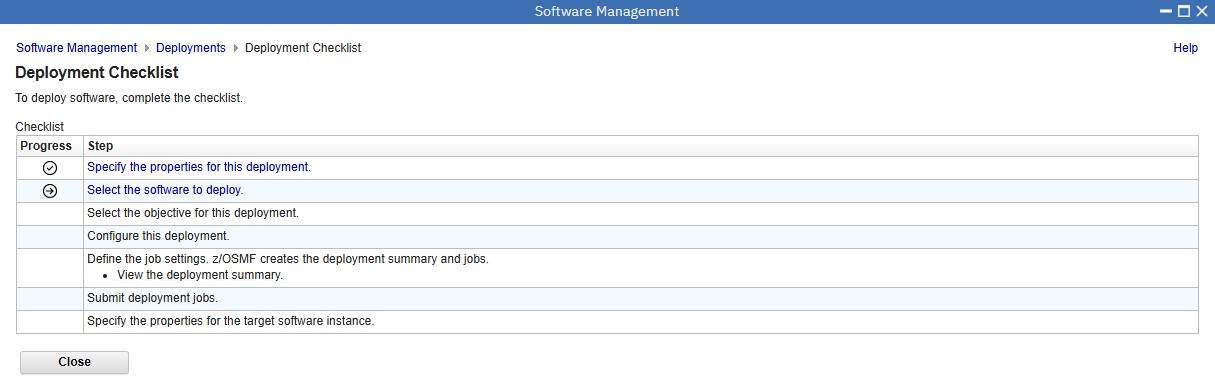 Software Management
Software Management Deployments Deployment Checklist
Help
Deployment Checklist
To deploy software, complete the checklist.
Checklist
Progress Step
Specify the properties for this deployment.
Select the software to deploy.
Select the objective for this deployment.
Configure this deployment.
Define the job settings. z/OSMF creates the deployment summary and jobs.
• View the deployment summary.
Submit deployment jobs.
Specify the properties for the target software instance.
Close